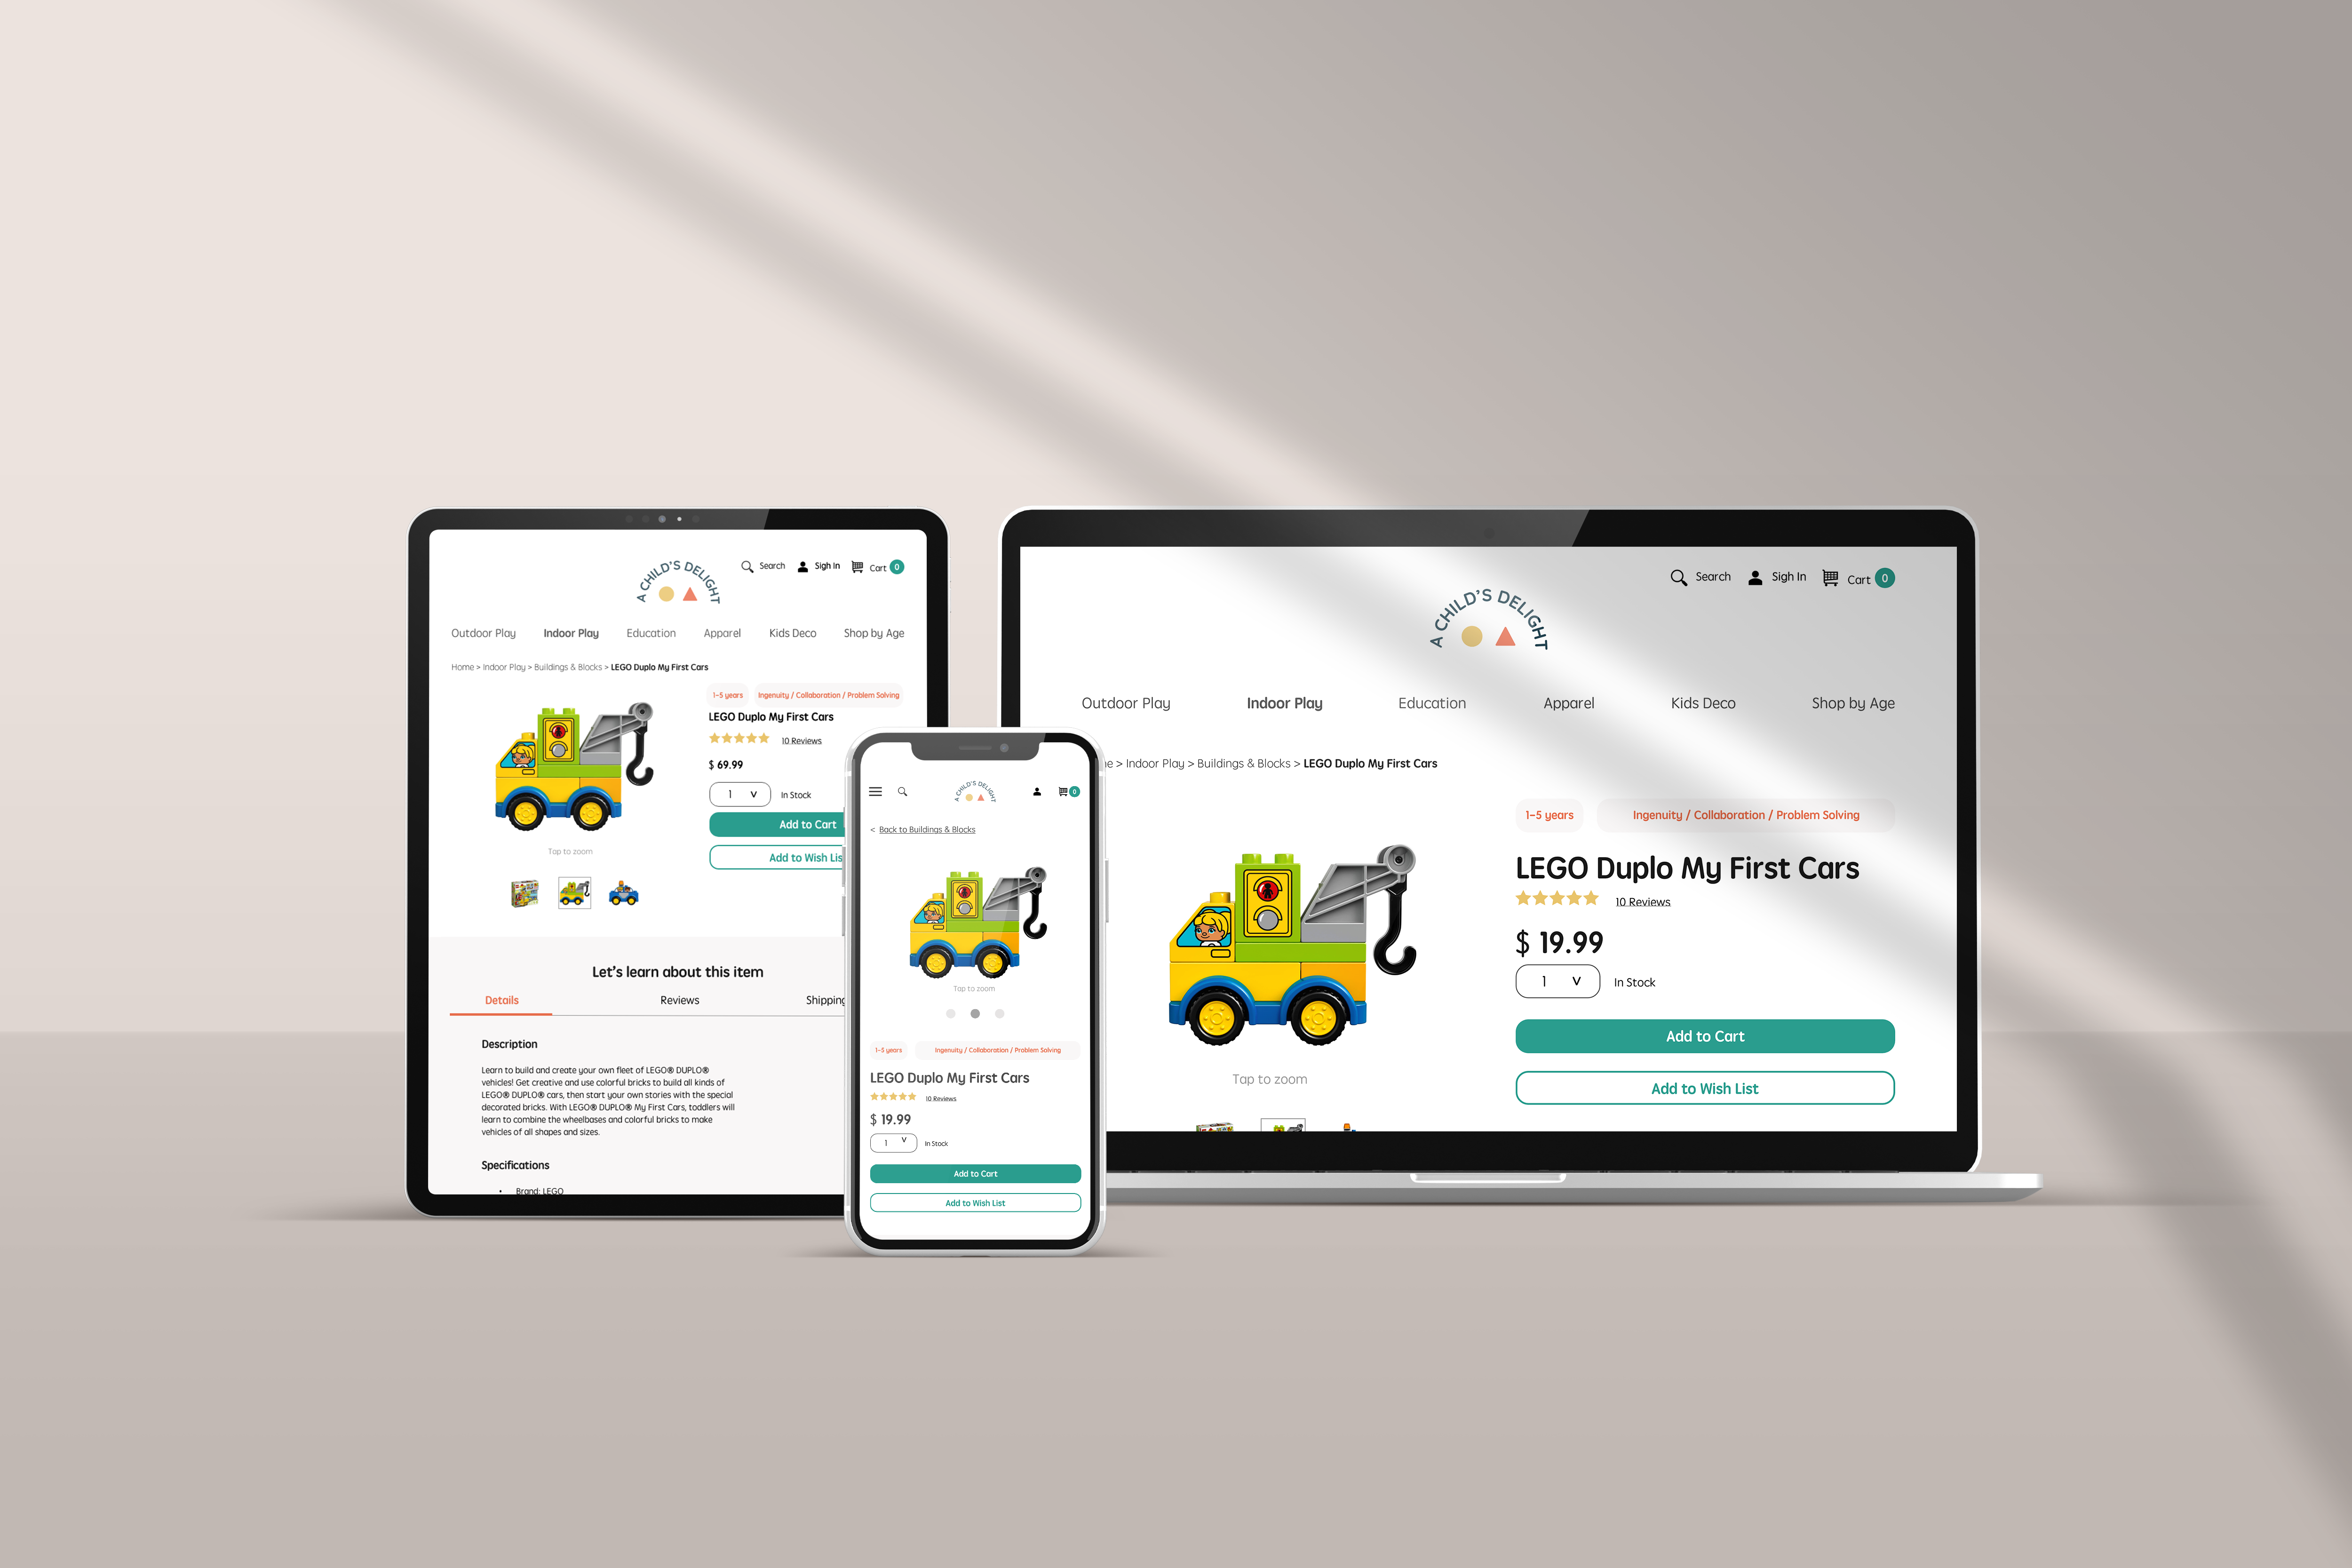 A CHILD'S DELIGHT
Search Sigh In Cart 0
Outdoor Play Indoor Play Education Apparel Kids Deco Shop by Age
Home > Indoor Play > Buildings & Blocks > LEGO Duplo My First Cars
1-5 years Ingenuity / Collaboration / Problem Solving
LEGO Duplo My First Cars
10 Reviews
$ 69.99
1 v In Stock
Add to Cart
Add to Wish Lis
Tap to zoom
Let's learn about this item
Details Reviews Shipping
Description
Learn to build and create your own fleet of LEGO® DUPLO®
vehicles! Get creative and use colorful bricks to build all kinds of
LEGO® DUPLO® cars, then start your own stories with the special
decorated bricks. With LEGO® DUPLO® My First Cars, toddlers will
learn to combine the wheelbases and colorful bricks to make
vehicles of all shapes and sizes.
Specifications
• Brand: LEGO
A CHILD'S DELIGHT
0
< Back to Buildings & Blocks
Tap to zoom
1-5 years Ingenuity / Collaboration / Problem Solving
LEGO Duplo My First Cars
10 Reviews
$ 19.99
1 v In Stock
Add to Cart
Add to Wish List
Search Sigh In Cart 0
A CHILD'S DELIGHT
Outdoor Play Indoor Play Education Apparel Kids Deco Shop by Age
e > Indoor Play > Buildings & Blocks > LEGO Duplo My First Cars
1-5 years Ingenuity / Collaboration / Problem Solving
LEGO Duplo My First Cars
10 Reviews
$ 19.99
1 v In Stock
Add to Cart
Add to Wish List
Tap to zoom